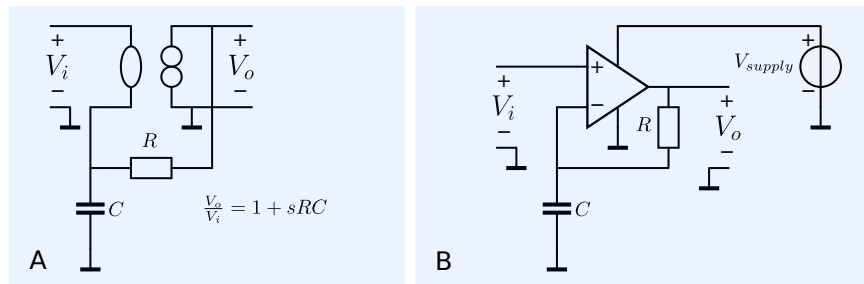 + +
V_i V_o
− −
R
C
V_o/V_i = 1 + sRC
A
+
V_supply
−
+
−
+
V_i
−
R
+
V_o
−
C
B